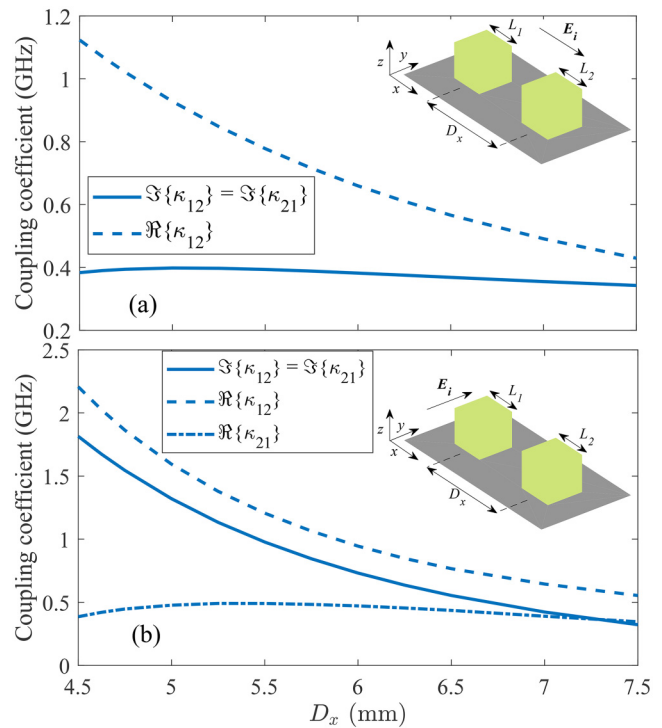 Coupling coefficient (GHz)
1.2
1
0.8
0.6
0.4
0.2
ℑ{κ₁₂} = ℑ{κ₂₁}
ℜ{κ₁₂}
(a)
L₁
Eᵢ
L₂
z
y
x
Dₓ
Coupling coefficient (GHz)
2.5
2
1.5
1
0.5
0
ℑ{κ₁₂} = ℑ{κ₂₁}
ℜ{κ₁₂}
ℜ{κ₂₁}
(b)
Eᵢ
L₁
L₂
z
y
x
Dₓ
4.5 5 5.5 6 6.5 7 7.5
Dₓ (mm)